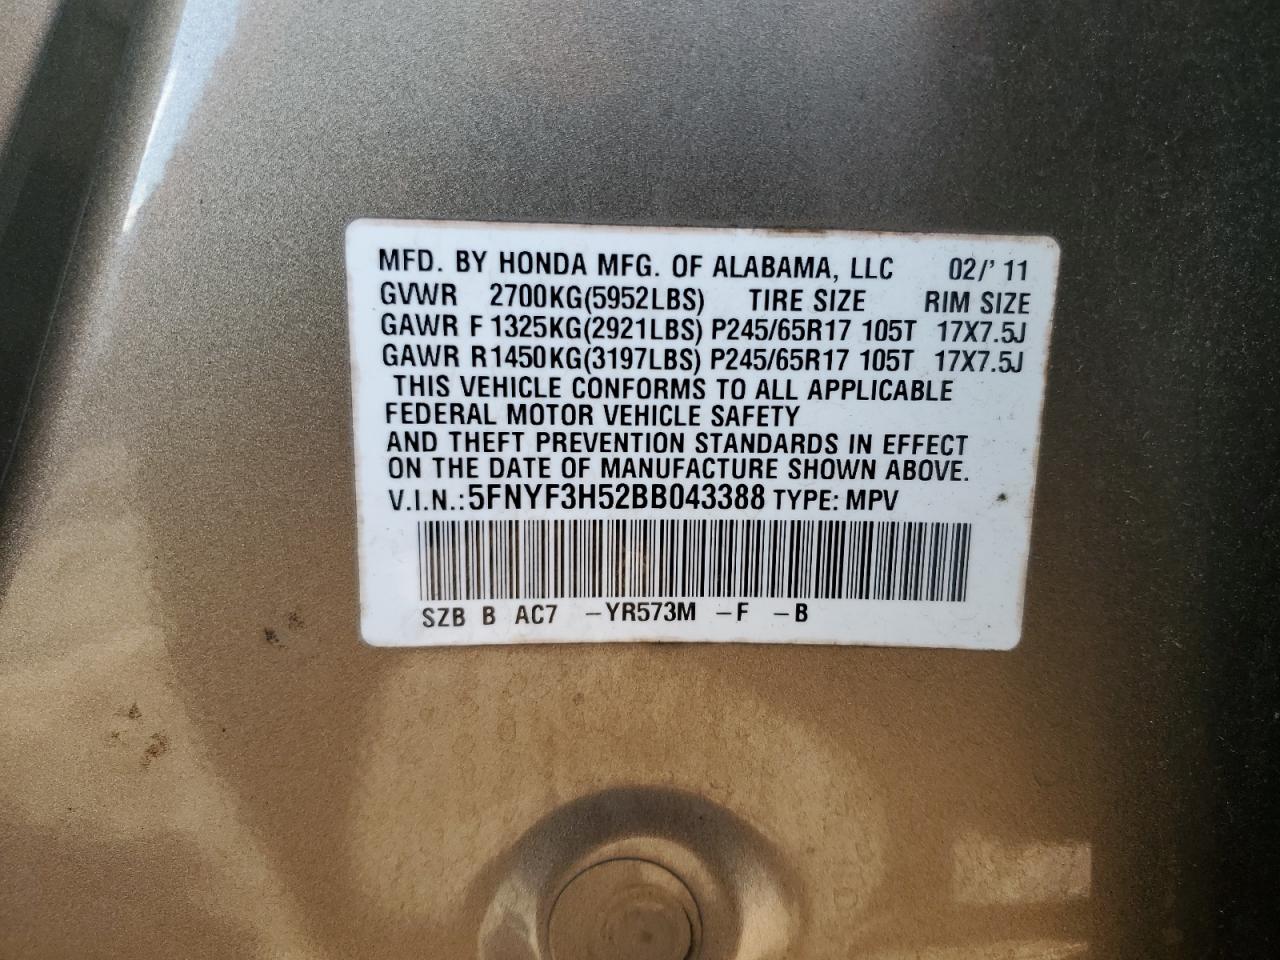 MFD. BY HONDA MFG. OF ALABAMA, LLC 02/'11
GVWR 2700KG(5952LBS) TIRE SIZE RIM SIZE
GAWR F 1325KG(2921LBS) P245/65R17 105T 17X7.5J
GAWR R1450KG(3197LBS) P245/65R17 105T 17X7.5J
THIS VEHICLE CONFORMS TO ALL APPLICABLE
FEDERAL MOTOR VEHICLE SAFETY
AND THEFT PREVENTION STANDARDS IN EFFECT
ON THE DATE OF MANUFACTURE SHOWN ABOVE.
V.I.N.: 5FNYF3H52BB043388 TYPE: MPV
SZB B AC7 -YR573M -F -B